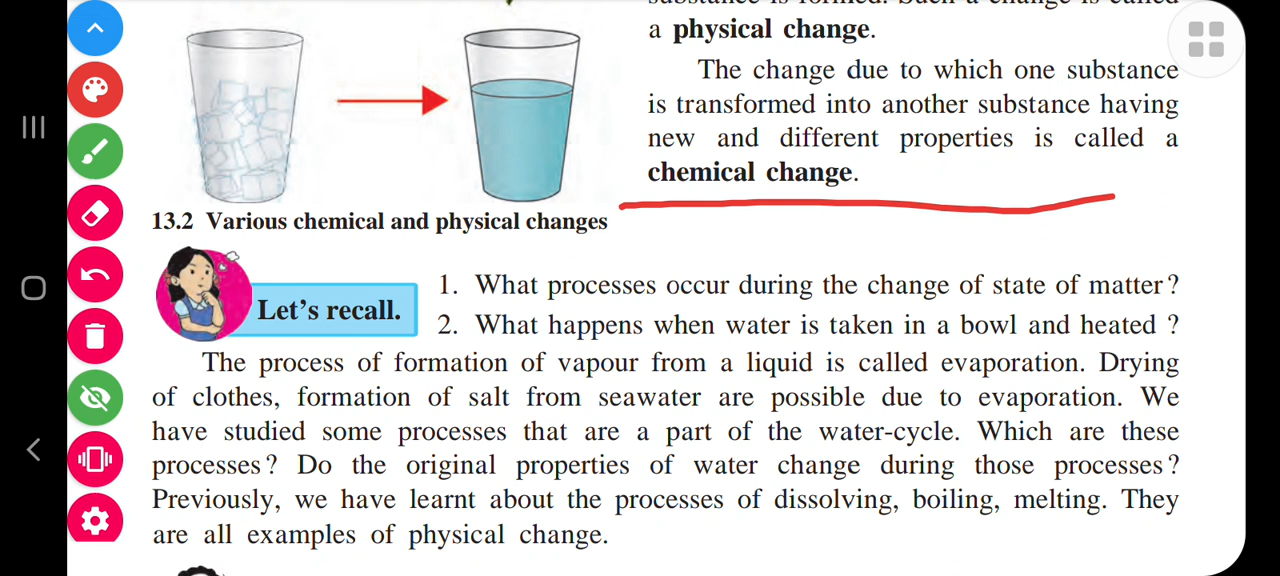 a physical change.
The change due to which one substance
is transformed into another substance having
new and different properties is called a
chemical change.
13.2 Various chemical and physical changes
Let's recall.
1. What processes occur during the change of state of matter?
2. What happens when water is taken in a bowl and heated ?
The process of formation of vapour from a liquid is called evaporation. Drying
of clothes, formation of salt from seawater are possible due to evaporation. We
have studied some processes that are a part of the water-cycle. Which are these
processes? Do the original properties of water change during those processes?
Previously, we have learnt about the processes of dissolving, boiling, melting. They
are all examples of physical change.